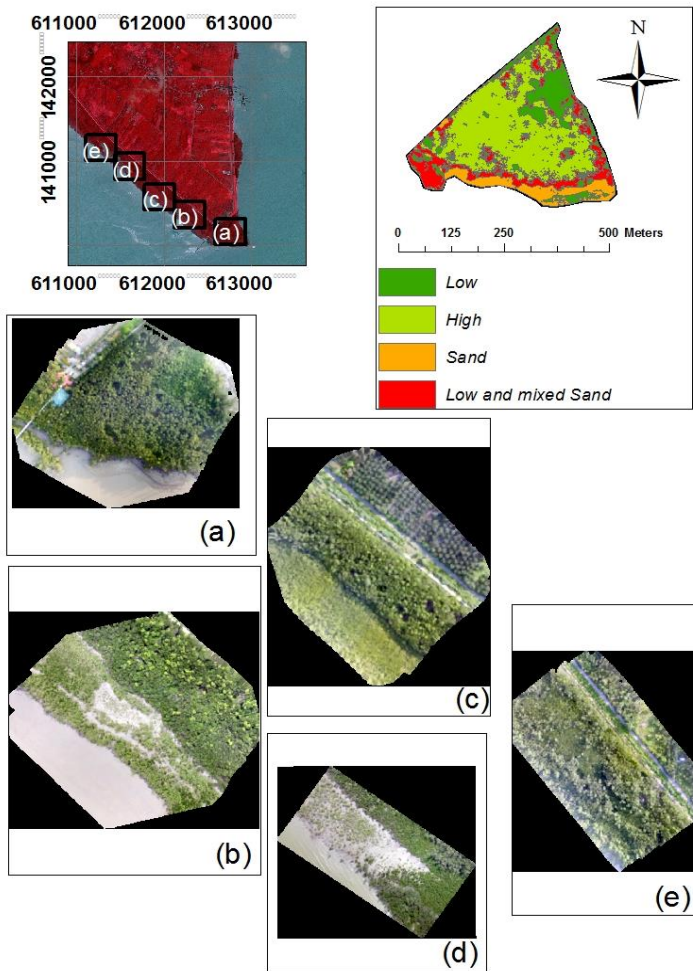 611000 612000 613000
142000
141000
(e)
(d)
(c)
(b)
(a)
611000 612000 613000
N
0 125 250 500 Meters
Low
High
Sand
Low and mixed Sand
(a)
(b)
(c)
(d)
(e)